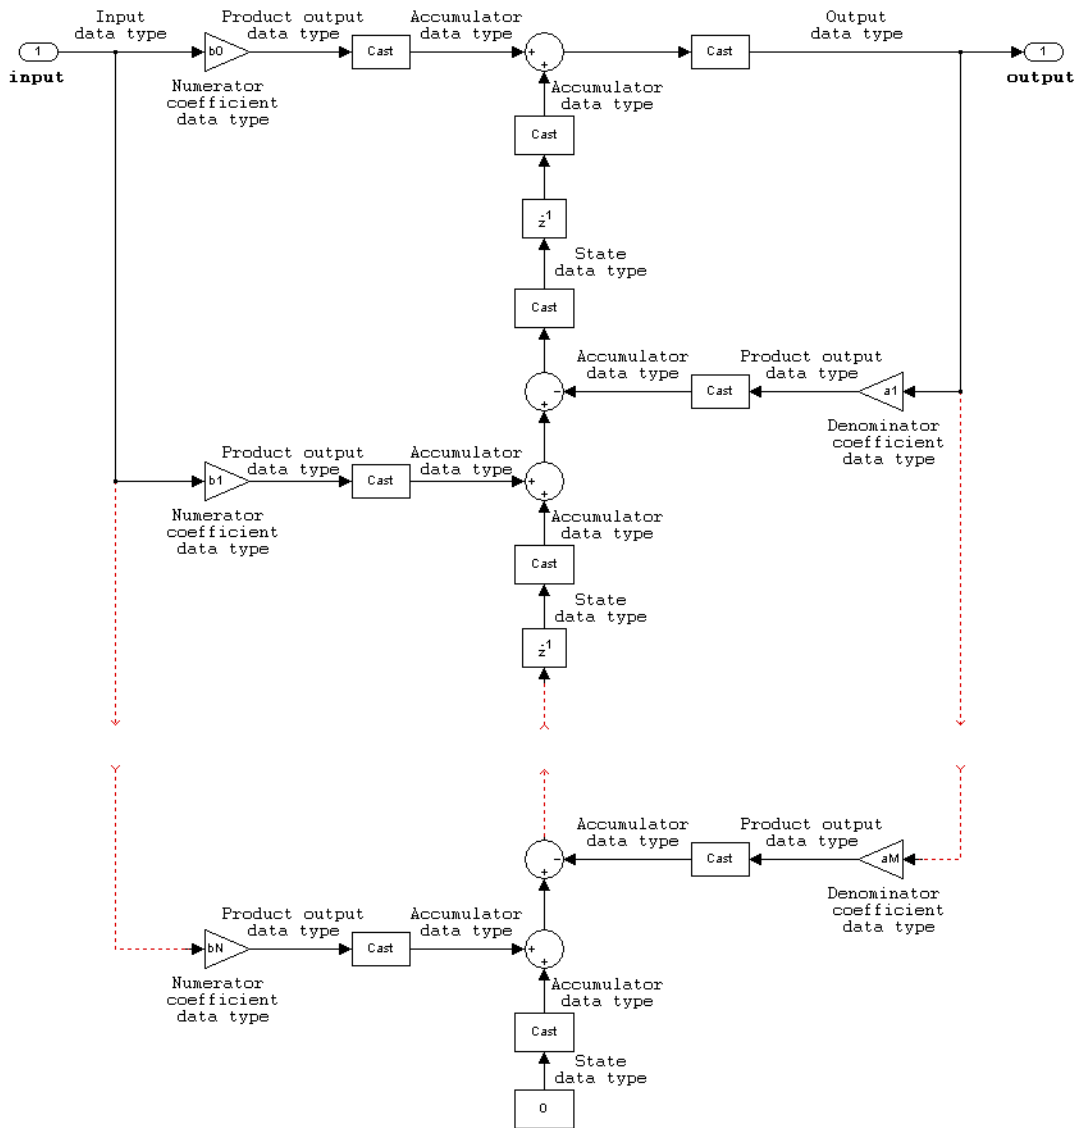 Input
data type
Product output
data type
Accumulator
data type
Output
data type
1
input
b0
Cast
+
+
Cast
1
output
Numerator
coefficient
data type
Accumulator
data type
Cast
z-1
State
data type
Cast
Accumulator
data type
Product output
data type
-
+
Cast
a1
Denominator
coefficient
data type
Product output
data type
Accumulator
data type
b1
Cast
+
+
Numerator
coefficient
data type
Accumulator
data type
Cast
State
data type
z-1
Accumulator
data type
Product output
data type
-
+
Cast
aM
Denominator
coefficient
data type
Product output
data type
Accumulator
data type
bN
Cast
+
+
Numerator
coefficient
data type
Accumulator
data type
Cast
State
data type
0